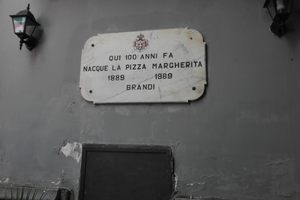 QUI 100 ANNI FA
NACQUE LA PIZZA MARGHERITA
1889 1989
BRANDI